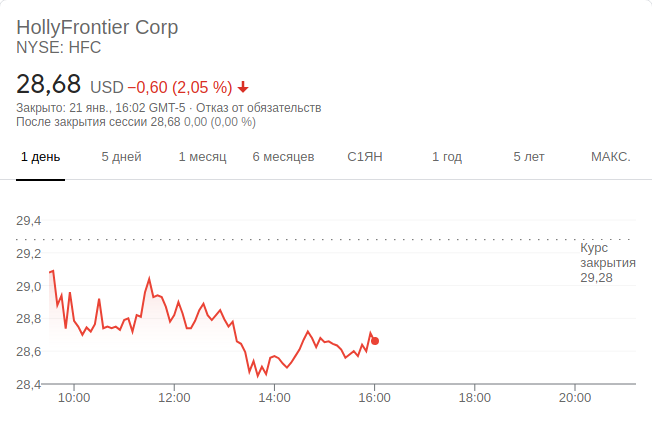 HollyFrontier Corp
NYSE: HFC
28,68 USD −0,60 (2,05 %)
Закрыто: 21 янв., 16:02 GMT-5 · Отказ от обязательств
После закрытия сессии 28,68 0,00 (0,00 %)
1 день 5 дней 1 месяц 6 месяцев С1ЯН 1 год 5 лет МАКС.
29,4
Курс
29,2
закрытия
29,28
29,0
28,8
28,6
28,4
10:00 12:00 14:00 16:00 18:00 20:00